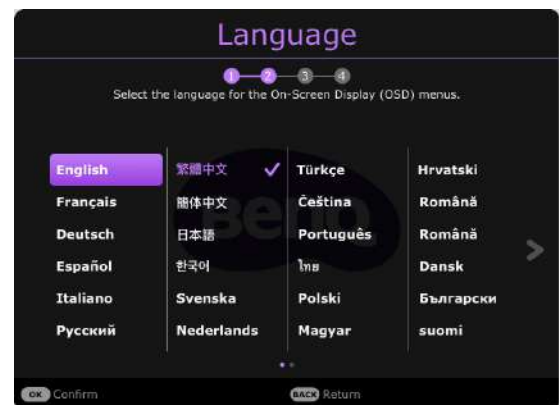 Language
1 2 3 4
Select the language for the On-Screen Display (OSD) menus.
English
Français
Deutsch
Español
Italiano
Русский
繁體中文
簡体中文
日本語
한국어
Svenska
Nederlands
Türkçe
Čeština
Português
ไทย
Polski
Magyar
Hrvatski
Română
Română
Dansk
Български
suomi
BenQ
OK Confirm
BACK Return